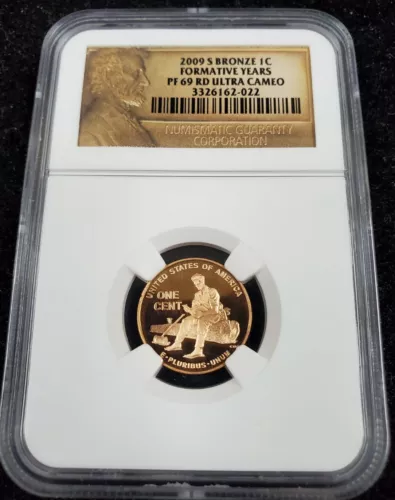 2009 S BRONZE 1C
FORMATIVE YEARS
PF 69 RD ULTRA CAMEO
3326162-022
NUMISMATIC GUARANTY
CORPORATION
UNITED STATES OF AMERICA
ONE
CENT
E·PLURIBUS·UNUM